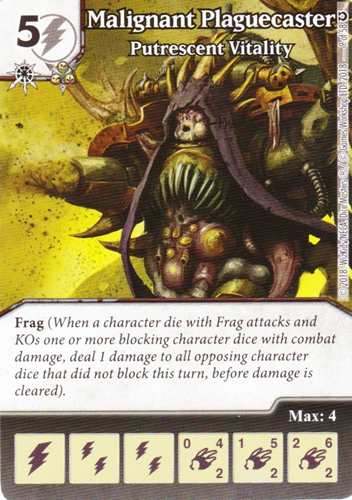 5
Malignant Plaguecaster
Putrescent Vitality
Frag (When a character die with Frag attacks and
KOs one or more blocking character dice with combat
damage, deal 1 damage to all opposing character
dice that did not block this turn, before damage is
cleared).
Max: 4
0 4 2
1 5 2
2 6 2